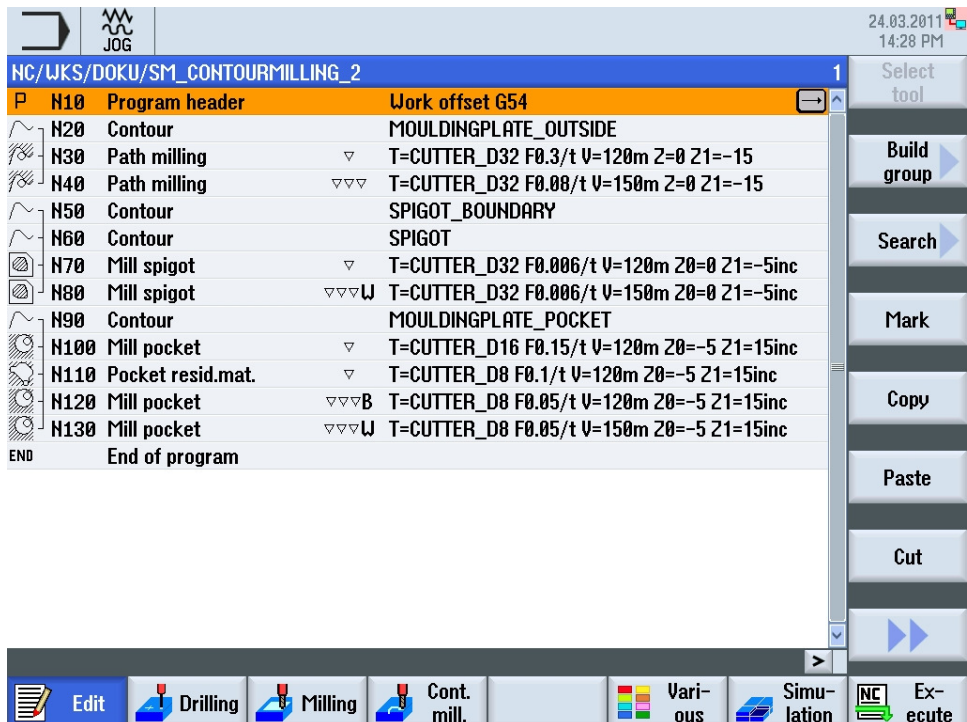 JOG
24.03.2011
14:28 PM
NC/WKS/DOKU/SM_CONTOURMILLING_2 1
P N10 Program header Work offset G54
N20 Contour MOULDINGPLATE_OUTSIDE
N30 Path milling ▽ T=CUTTER_D32 F0.3/t V=120m Z=0 Z1=-15
N40 Path milling ▽▽▽ T=CUTTER_D32 F0.08/t V=150m Z=0 Z1=-15
N50 Contour SPIGOT_BOUNDARY
N60 Contour SPIGOT
N70 Mill spigot ▽ T=CUTTER_D32 F0.006/t V=120m Z0=0 Z1=-5inc
N80 Mill spigot ▽▽▽W T=CUTTER_D32 F0.006/t V=150m Z0=0 Z1=-5inc
N90 Contour MOULDINGPLATE_POCKET
N100 Mill pocket ▽ T=CUTTER_D16 F0.15/t V=120m Z0=-5 Z1=15inc
N110 Pocket resid.mat. ▽ T=CUTTER_D8 F0.1/t V=120m Z0=-5 Z1=15inc
N120 Mill pocket ▽▽▽B T=CUTTER_D8 F0.05/t V=120m Z0=-5 Z1=15inc
N130 Mill pocket ▽▽▽W T=CUTTER_D8 F0.05/t V=150m Z0=-5 Z1=15inc
END End of program
Select
tool
Build
group
Search
Mark
Copy
Paste
Cut
>
Edit
Drilling
Milling
Cont.
mill.
Vari-
ous
Simu-
lation
NC
Ex-
ecute